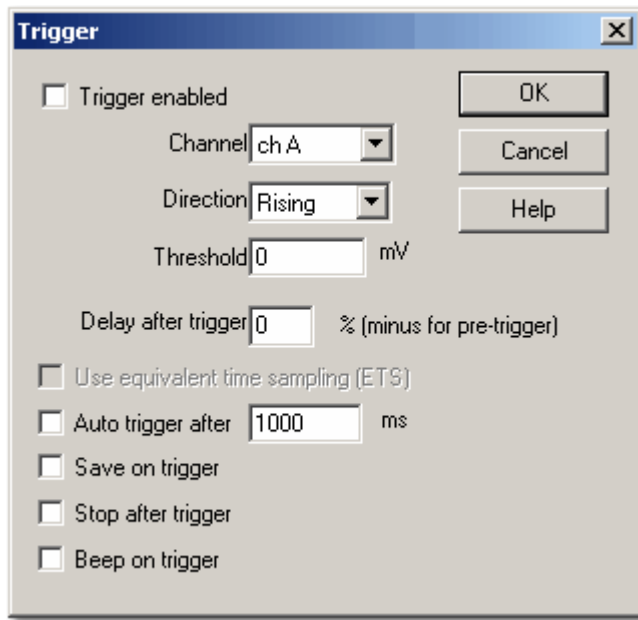 Trigger
Trigger enabled
OK
Channel ch A
Cancel
Direction Rising
Help
Threshold 0 mV
Delay after trigger 0 % (minus for pre-trigger)
Use equivalent time sampling (ETS)
Auto trigger after 1000 ms
Save on trigger
Stop after trigger
Beep on trigger